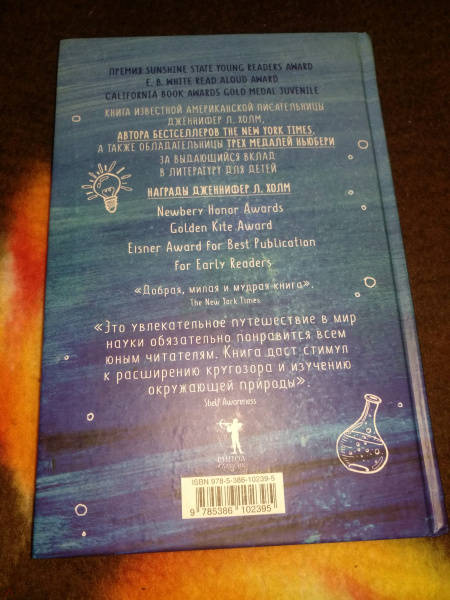 ПРЕМИЯ SUNSHINE STATE YOUNG READERS AWARD
E. B. WHITE READ ALOUD AWARD
CALIFORNIA BOOK AWARDS GOLD MEDAL JUVENILE
КНИГА ИЗВЕСТНОЙ АМЕРИКАНСКОЙ ПИСАТЕЛЬНИЦЫ
ДЖЕННИФЕР Л. ХОЛМ,
АВТОРА БЕСТСЕЛЛЕРОВ THE NEW YORK TIMES,
А ТАКЖЕ ОБЛАДАТЕЛЬНИЦЫ ТРЕХ МЕДАЛЕЙ НЬЮБЕРИ
ЗА ВЫДАЮЩИЙСЯ ВКЛАД
В ЛИТЕРАТУРУ ДЛЯ ДЕТЕЙ
НАГРАДЫ ДЖЕННИФЕР Л. ХОЛМ
Newbery Honor Awards
Golden Kite Award
Eisner Award for Best Publication
for Early Readers
«Добрая, милая и мудрая книга».
The New York Times
«Это увлекательное путешествие в мир
науки обязательно понравится всем
юным читателям. Книга даст стимул
к расширению кругозора и изучению
окружающей природы».
Shelf Awareness
РИПОЛ
ISBN 978-5-386-10239-5
9 785386 102395